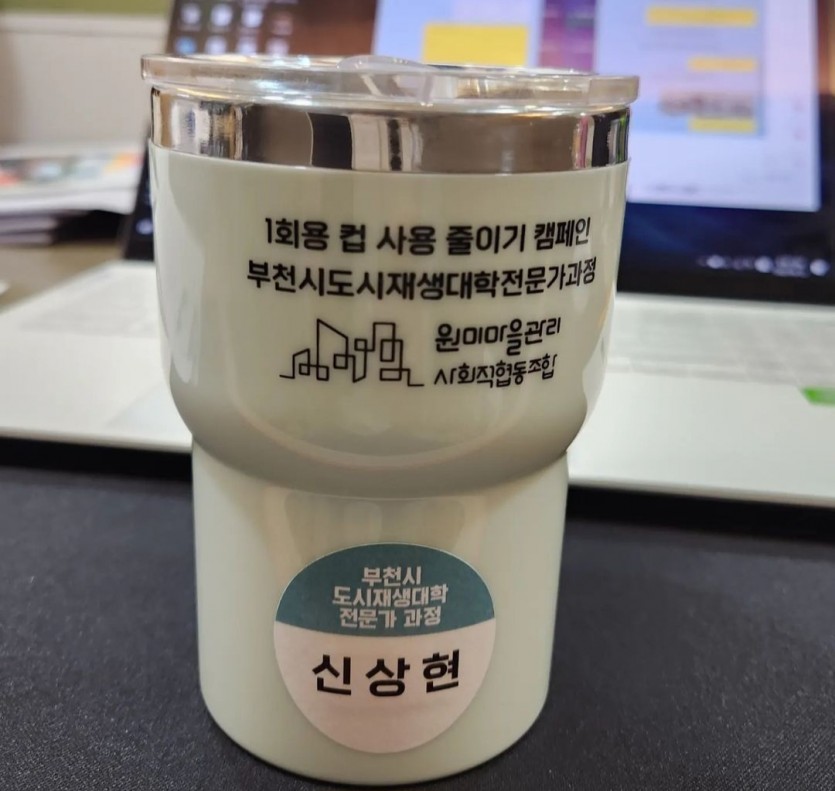 1회용 컵 사용 줄이기 캠페인
부천시도시재생대학전문가과정
원미마을관리
사회적협동조합
부천시
도시재생대학
전문가 과정
신상현